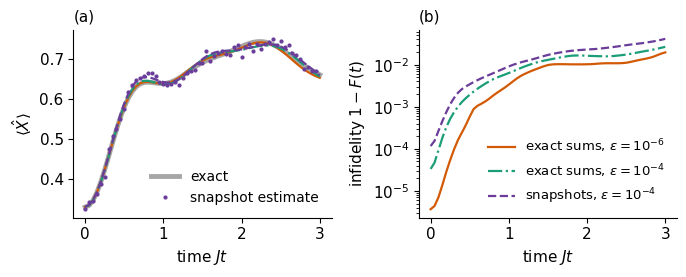 (a)
⟨X̂⟩
0.7
0.6
0.5
0.4
exact
snapshot estimate
0
1
2
3
time Jt
(b)
infidelity 1 − F(t)
10⁻²
10⁻³
10⁻⁴
10⁻⁵
exact sums, ε = 10⁻⁶
exact sums, ε = 10⁻⁴
snapshots, ε = 10⁻⁴
0
1
2
3
time Jt